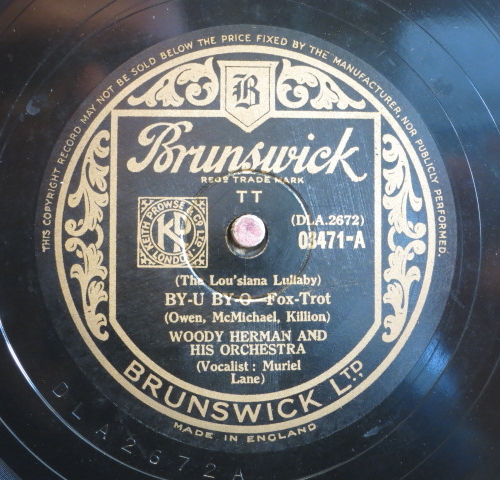 THIS COPYRIGHT RECORD MAY NOT BE SOLD BELOW THE PRICE FIXED BY THE MANUFACTURER, NOR PUBLICLY PERFORMED.
B
Brunswick
REGD TRADE MARK
TT
KEITH PROWSE & CO LTD
KP
LONDON
(DLA.2672)
03471-A
(The Lou'siana Lullaby)
BY-U BY-O—Fox-Trot
(Owen, McMichael, Killion)
WOODY HERMAN AND
HIS ORCHESTRA
(Vocalist : Muriel
Lane)
BRUNSWICK LTD.
MADE IN ENGLAND
DLA2672A